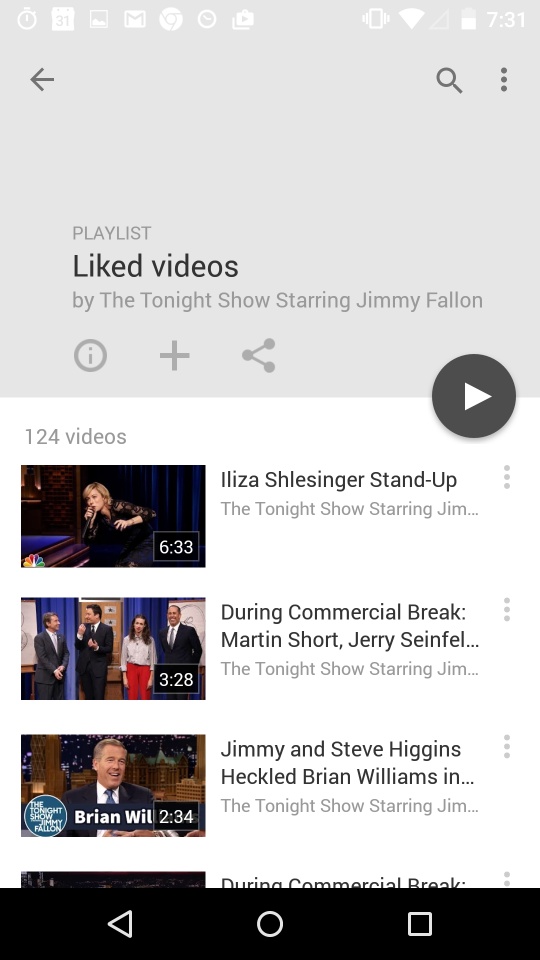 31
7:31
PLAYLIST
Liked videos
by The Tonight Show Starring Jimmy Fallon
124 videos
6:33
Iliza Shlesinger Stand-Up
The Tonight Show Starring Jim...
3:28
During Commercial Break:
Martin Short, Jerry Seinfel...
The Tonight Show Starring Jim...
THE
TONIGHT
SHOW
JIMMY
FALLON
Brian Wil
2:34
Jimmy and Steve Higgins
Heckled Brian Williams in...
The Tonight Show Starring Jim...
During Commercial Break: